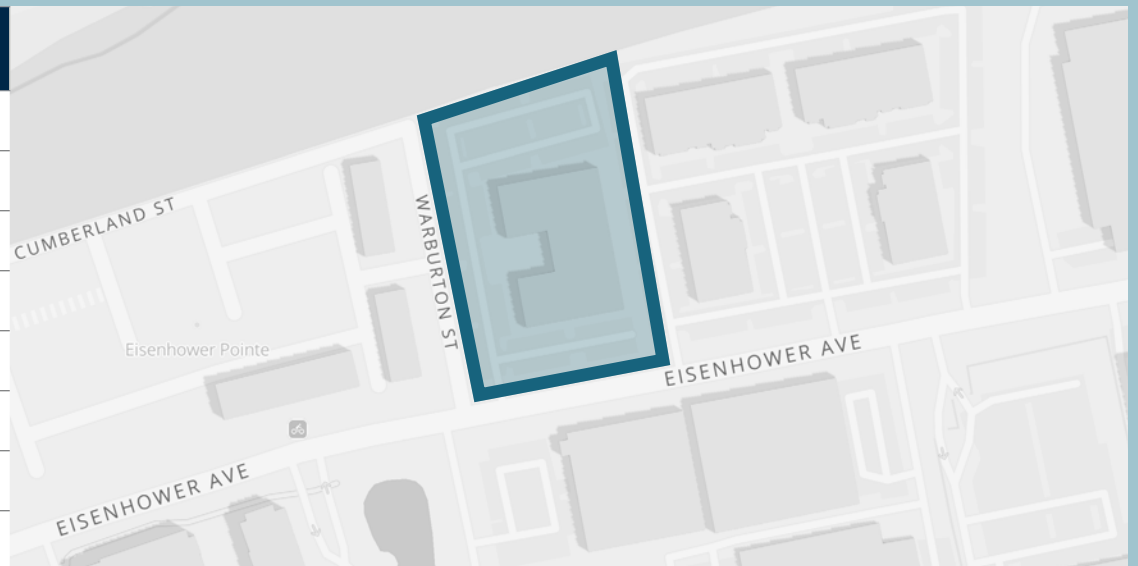 CUMBERLAND ST
WARBURTON ST
Eisenhower Pointe
EISENHOWER AVE
EISENHOWER AVE